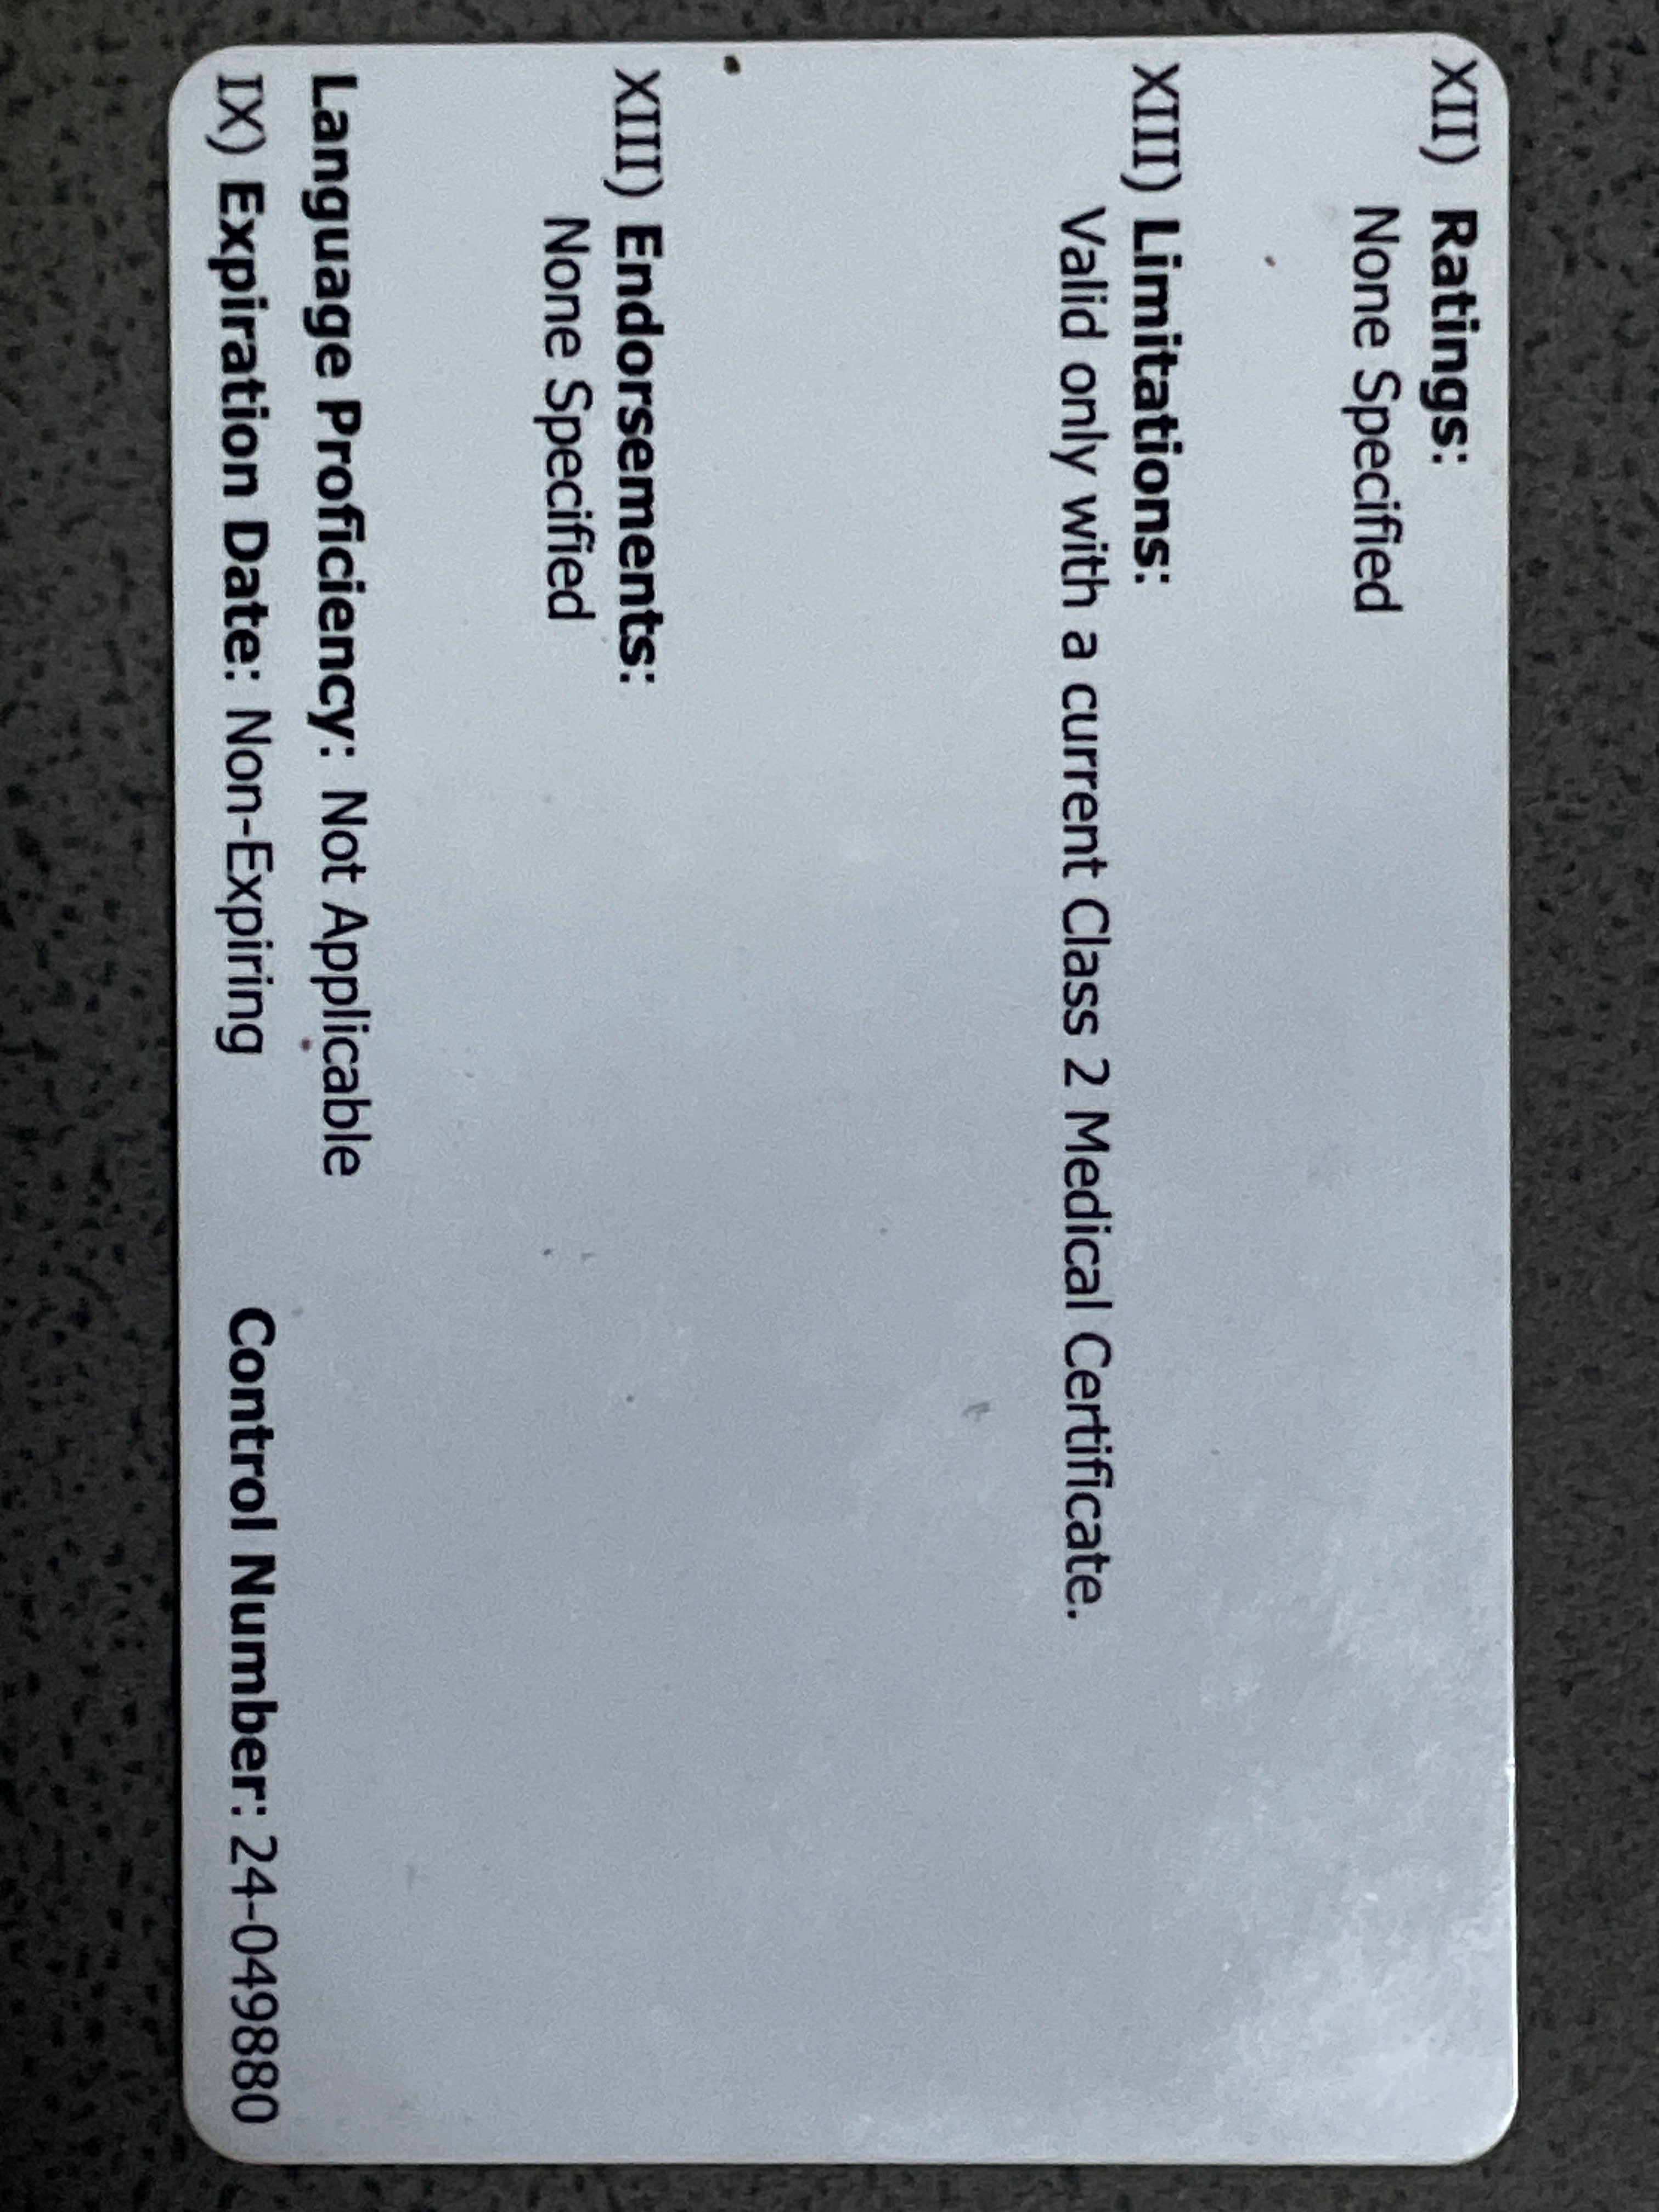 XII) Ratings:
None Specified
XIII) Limitations:
Valid only with a current Class 2 Medical Certificate.
XIII) Endorsements:
None Specified
Language Proficiency: Not Applicable
IX) Expiration Date: Non-Expiring Control Number: 24-049880